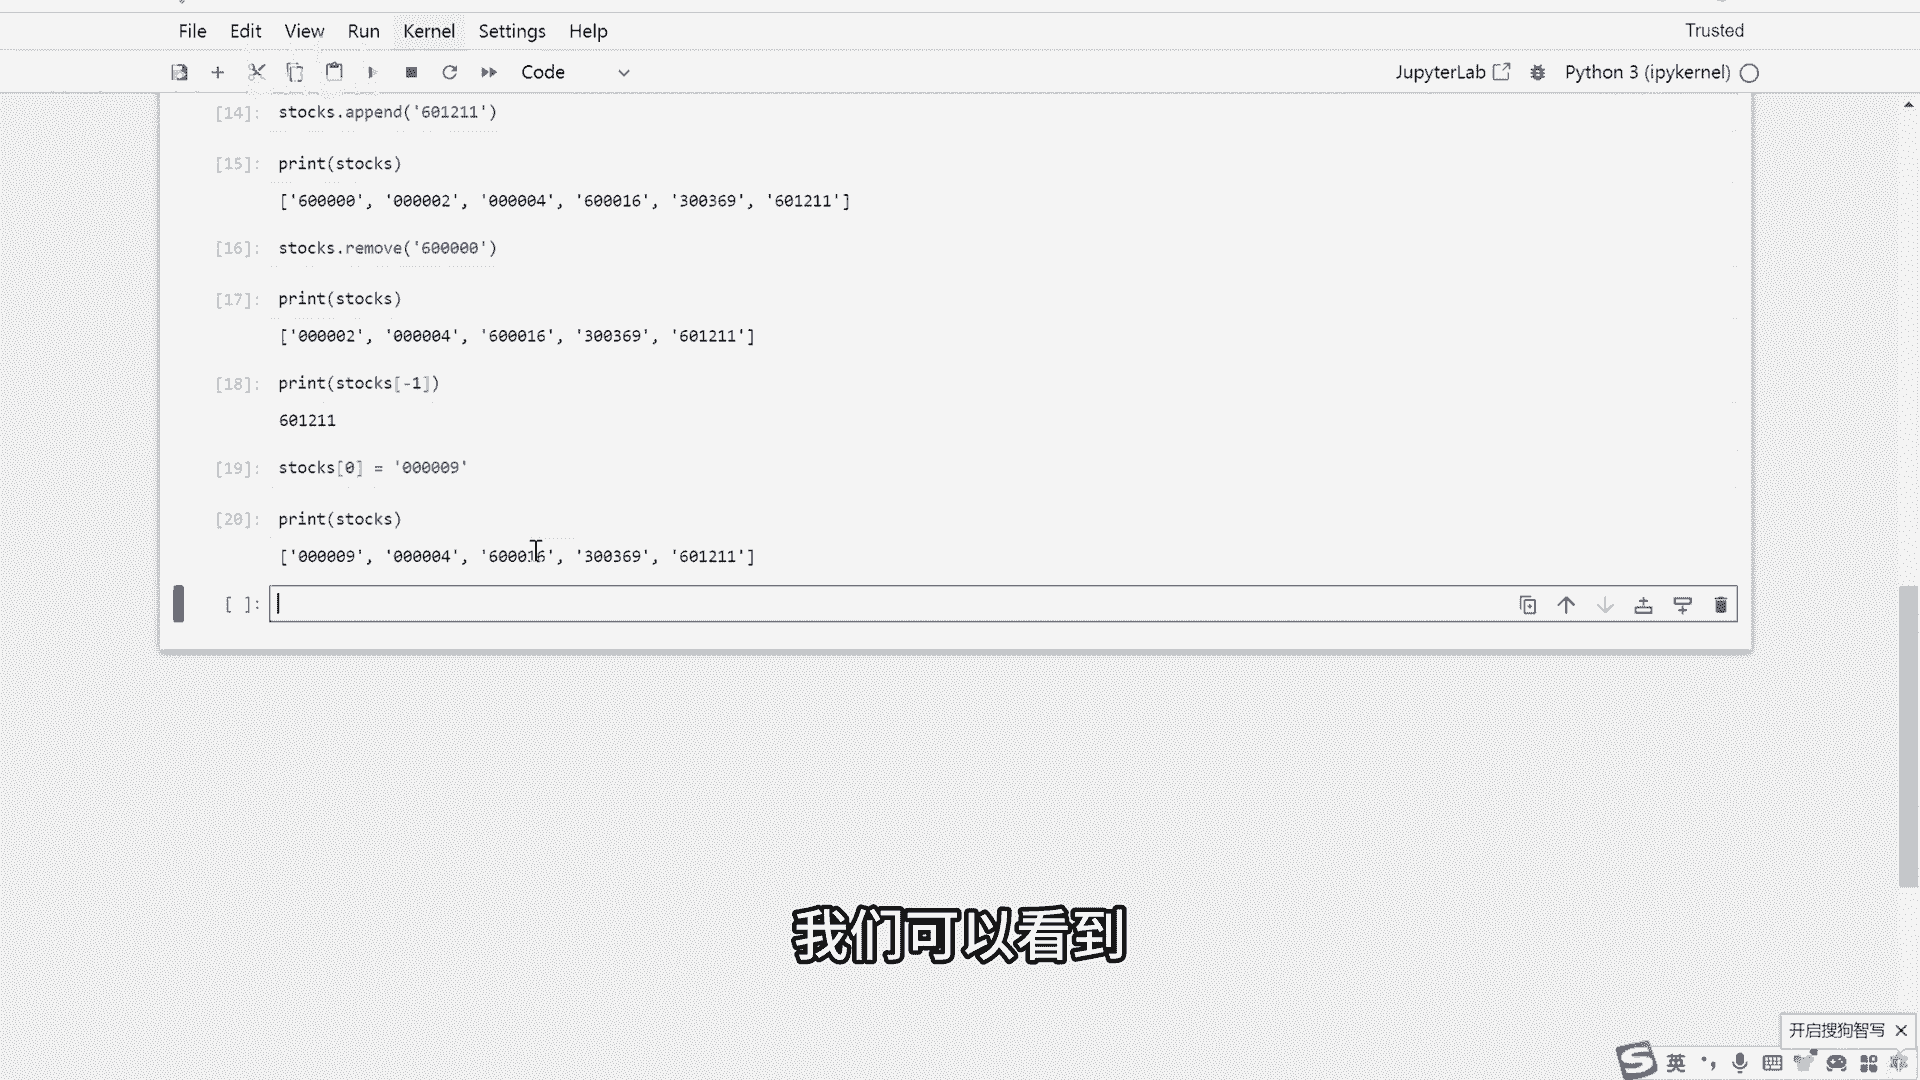 File Edit View Run Kernel Settings Help Trusted
Code JupyterLab Python 3 (ipykernel)
[14]: stocks.append('601211')
[15]: print(stocks)
['600000', '000002', '000004', '600016', '300369', '601211']
[16]: stocks.remove('600000')
[17]: print(stocks)
['000002', '000004', '600016', '300369', '601211']
[18]: print(stocks[-1])
601211
[19]: stocks[0] = '000009'
[20]: print(stocks)
['000009', '000004', '600016', '300369', '601211']
[ ]:
我们可以看到
开启搜狗智写
英